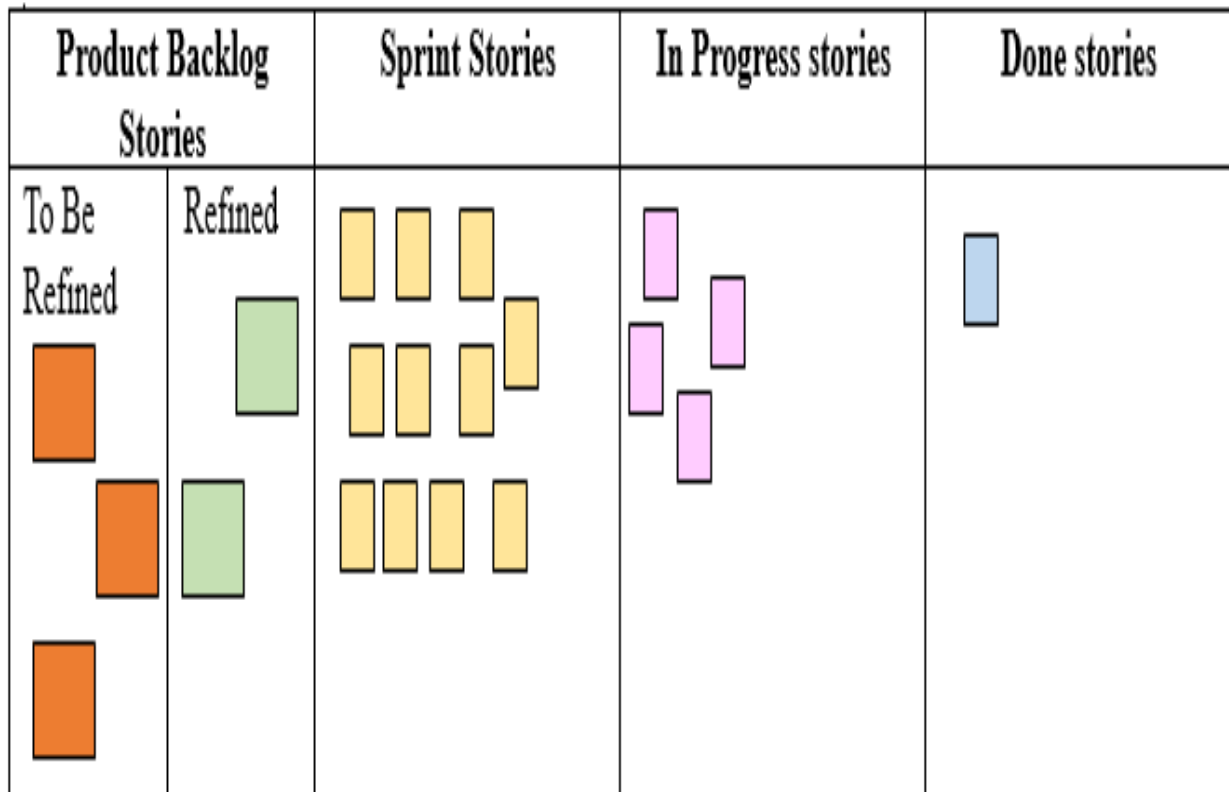 Product Backlog
Stories
Sprint Stories
In Progress stories
Done stories
To Be
Refined
Refined